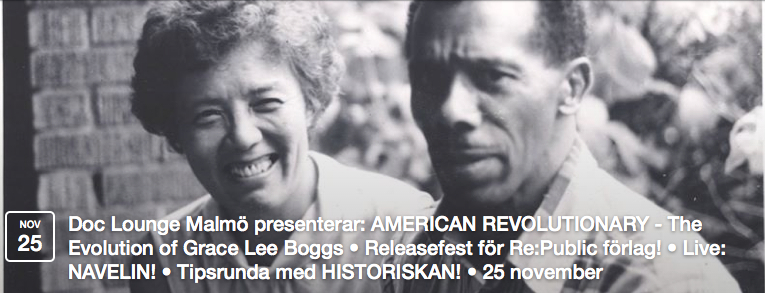 NOV
25
Doc Lounge Malmö presenterar: AMERICAN REVOLUTIONARY - The
Evolution of Grace Lee Boggs • Releasefest för Re:Public förlag! • Live:
NAVELIN! • Tipsrunda med HISTORISKAN! • 25 november